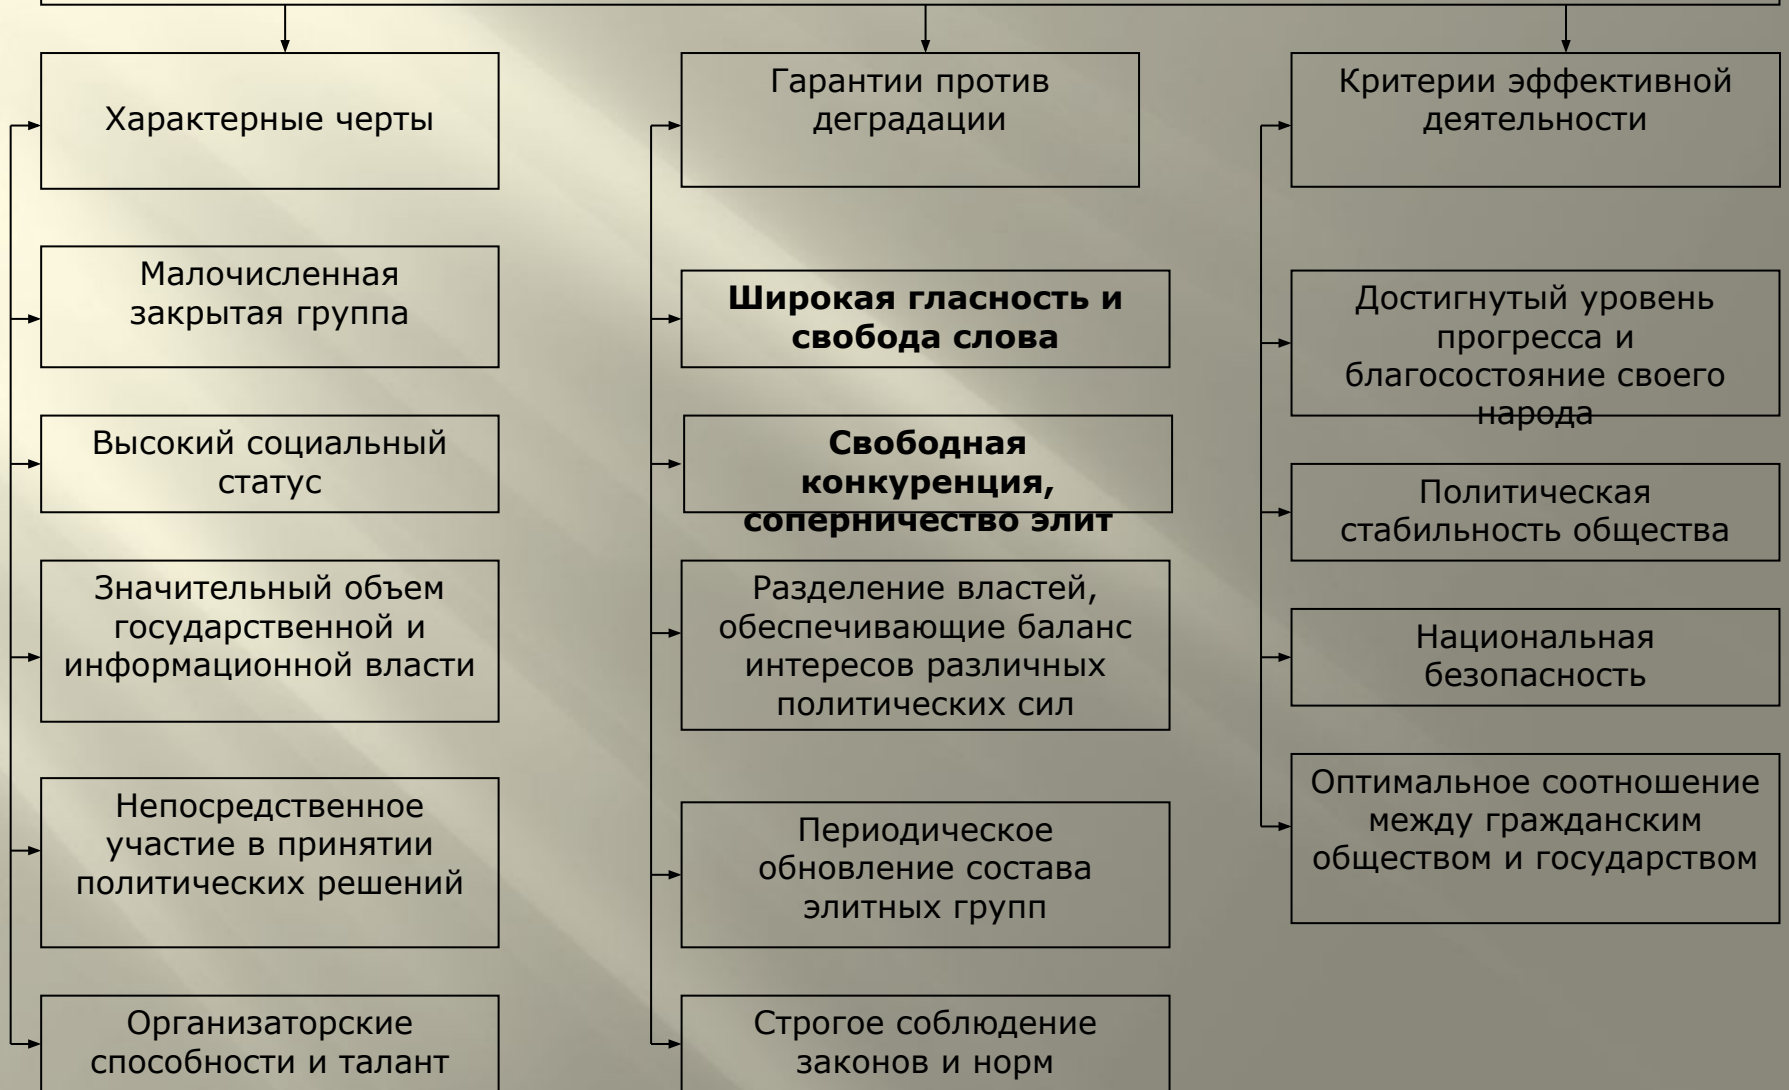 Характерные черты
Малочисленная
закрытая группа
Высокий социальный
статус
Значительный объем
государственной и
информационной власти
Непосредственное
участие в принятии
политических решений
Организаторские
способности и талант
Гарантии против
деградации
Широкая гласность и
свобода слова
Свободная
конкуренция,
соперничество элит
Разделение властей,
обеспечивающие баланс
интересов различных
политических сил
Периодическое
обновление состава
элитных групп
Строгое соблюдение
законов и норм
Критерии эффективной
деятельности
Достигнутый уровень
прогресса и
благосостояние своего
народа
Политическая
стабильность общества
Национальная
безопасность
Оптимальное соотношение
между гражданским
обществом и государством